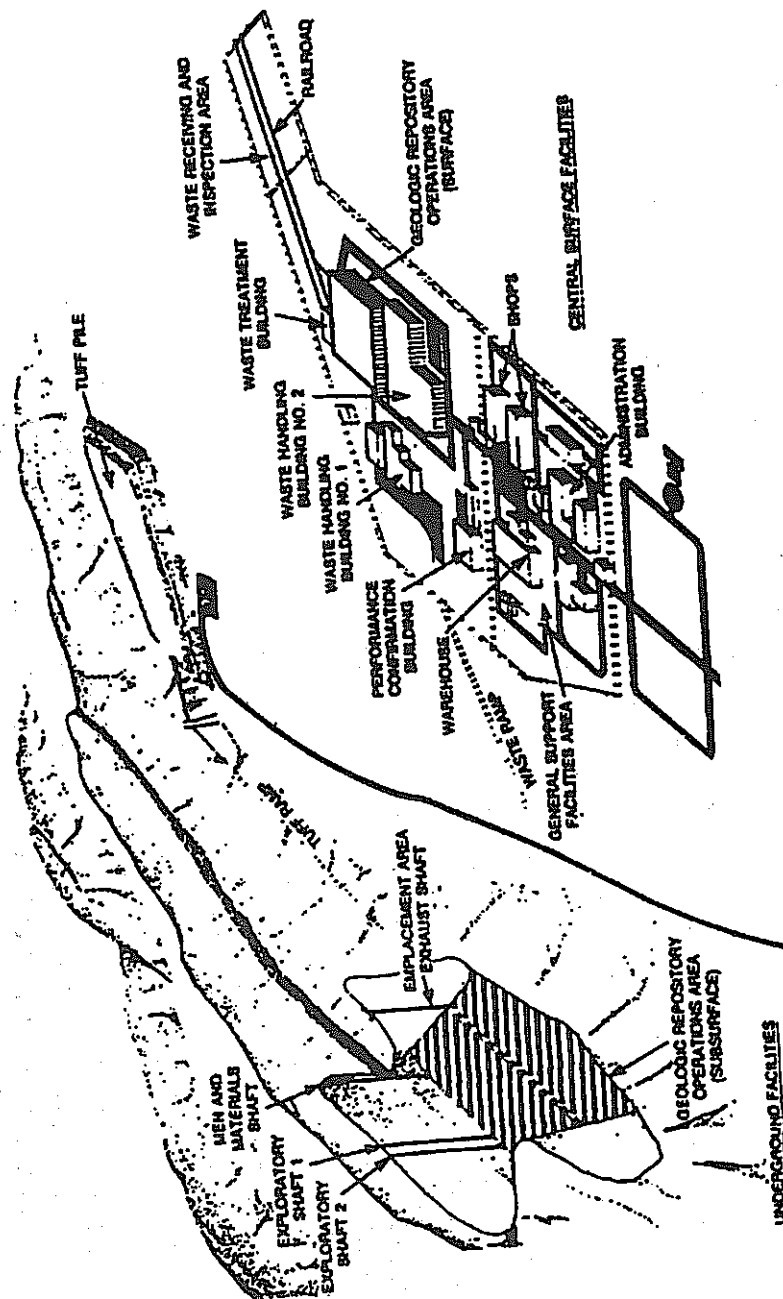 TUFF PILE
WASTE RECEIVING AND
INSPECTION AREA
RAILROAD
WASTE TREATMENT
BUILDING
GEOLOGIC REPOSITORY
OPERATIONS AREA
(SURFACE)
WASTE HANDLING
BUILDING NO. 2
WASTE HANDLING
BUILDING NO. 1
PERFORMANCE
CONFIRMATION
BUILDING
WAREHOUSE
WASTE RAMP
GENERAL SUPPORT
FACILITIES AREA
SHOPS
ADMINISTRATION
BUILDING
CENTRAL SURFACE FACILITIES
TUFF RAMP
MEN AND
MATERIALS
SHAFT
EXPLORATORY
SHAFT 1
EXPLORATORY
SHAFT 2
EMPLACEMENT AREA
EXHAUST SHAFT
GEOLOGIC REPOSITORY
OPERATIONS AREA
(SUBSURFACE)
UNDERGROUND FACILITIES